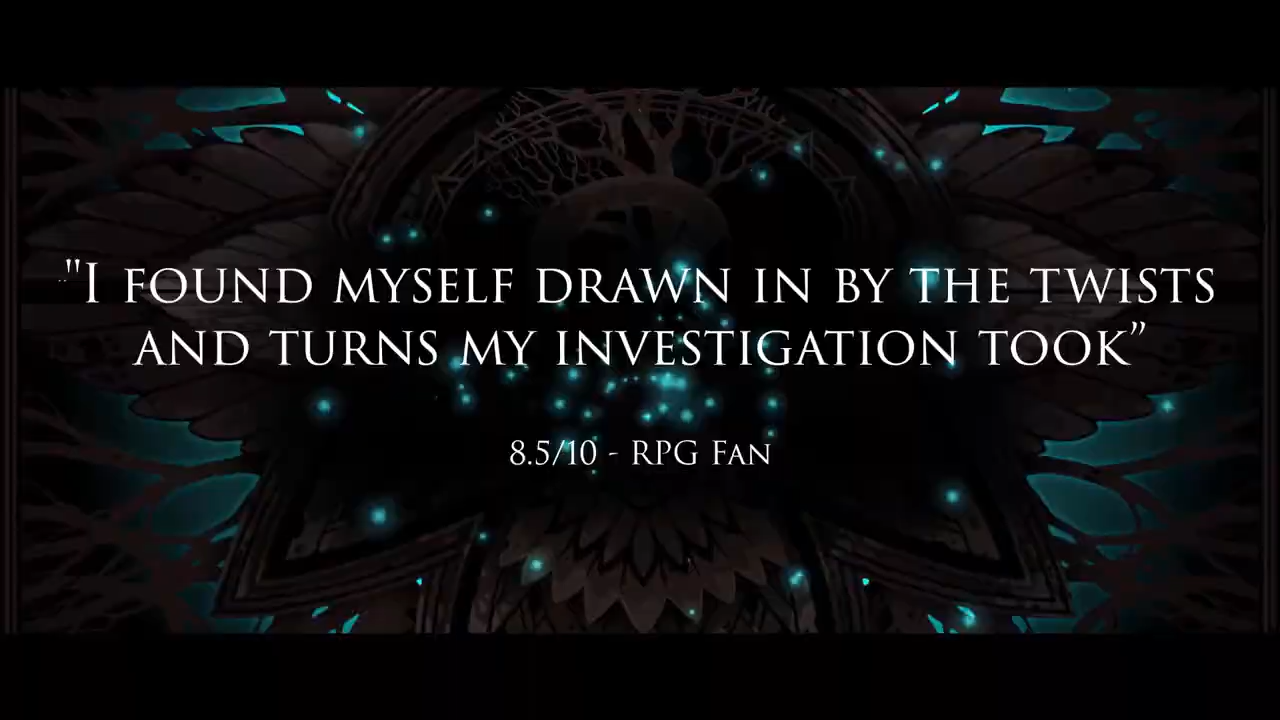 "I FOUND MYSELF DRAWN IN BY THE TWISTS
AND TURNS MY INVESTIGATION TOOK”
8.5/10 - RPG FAN